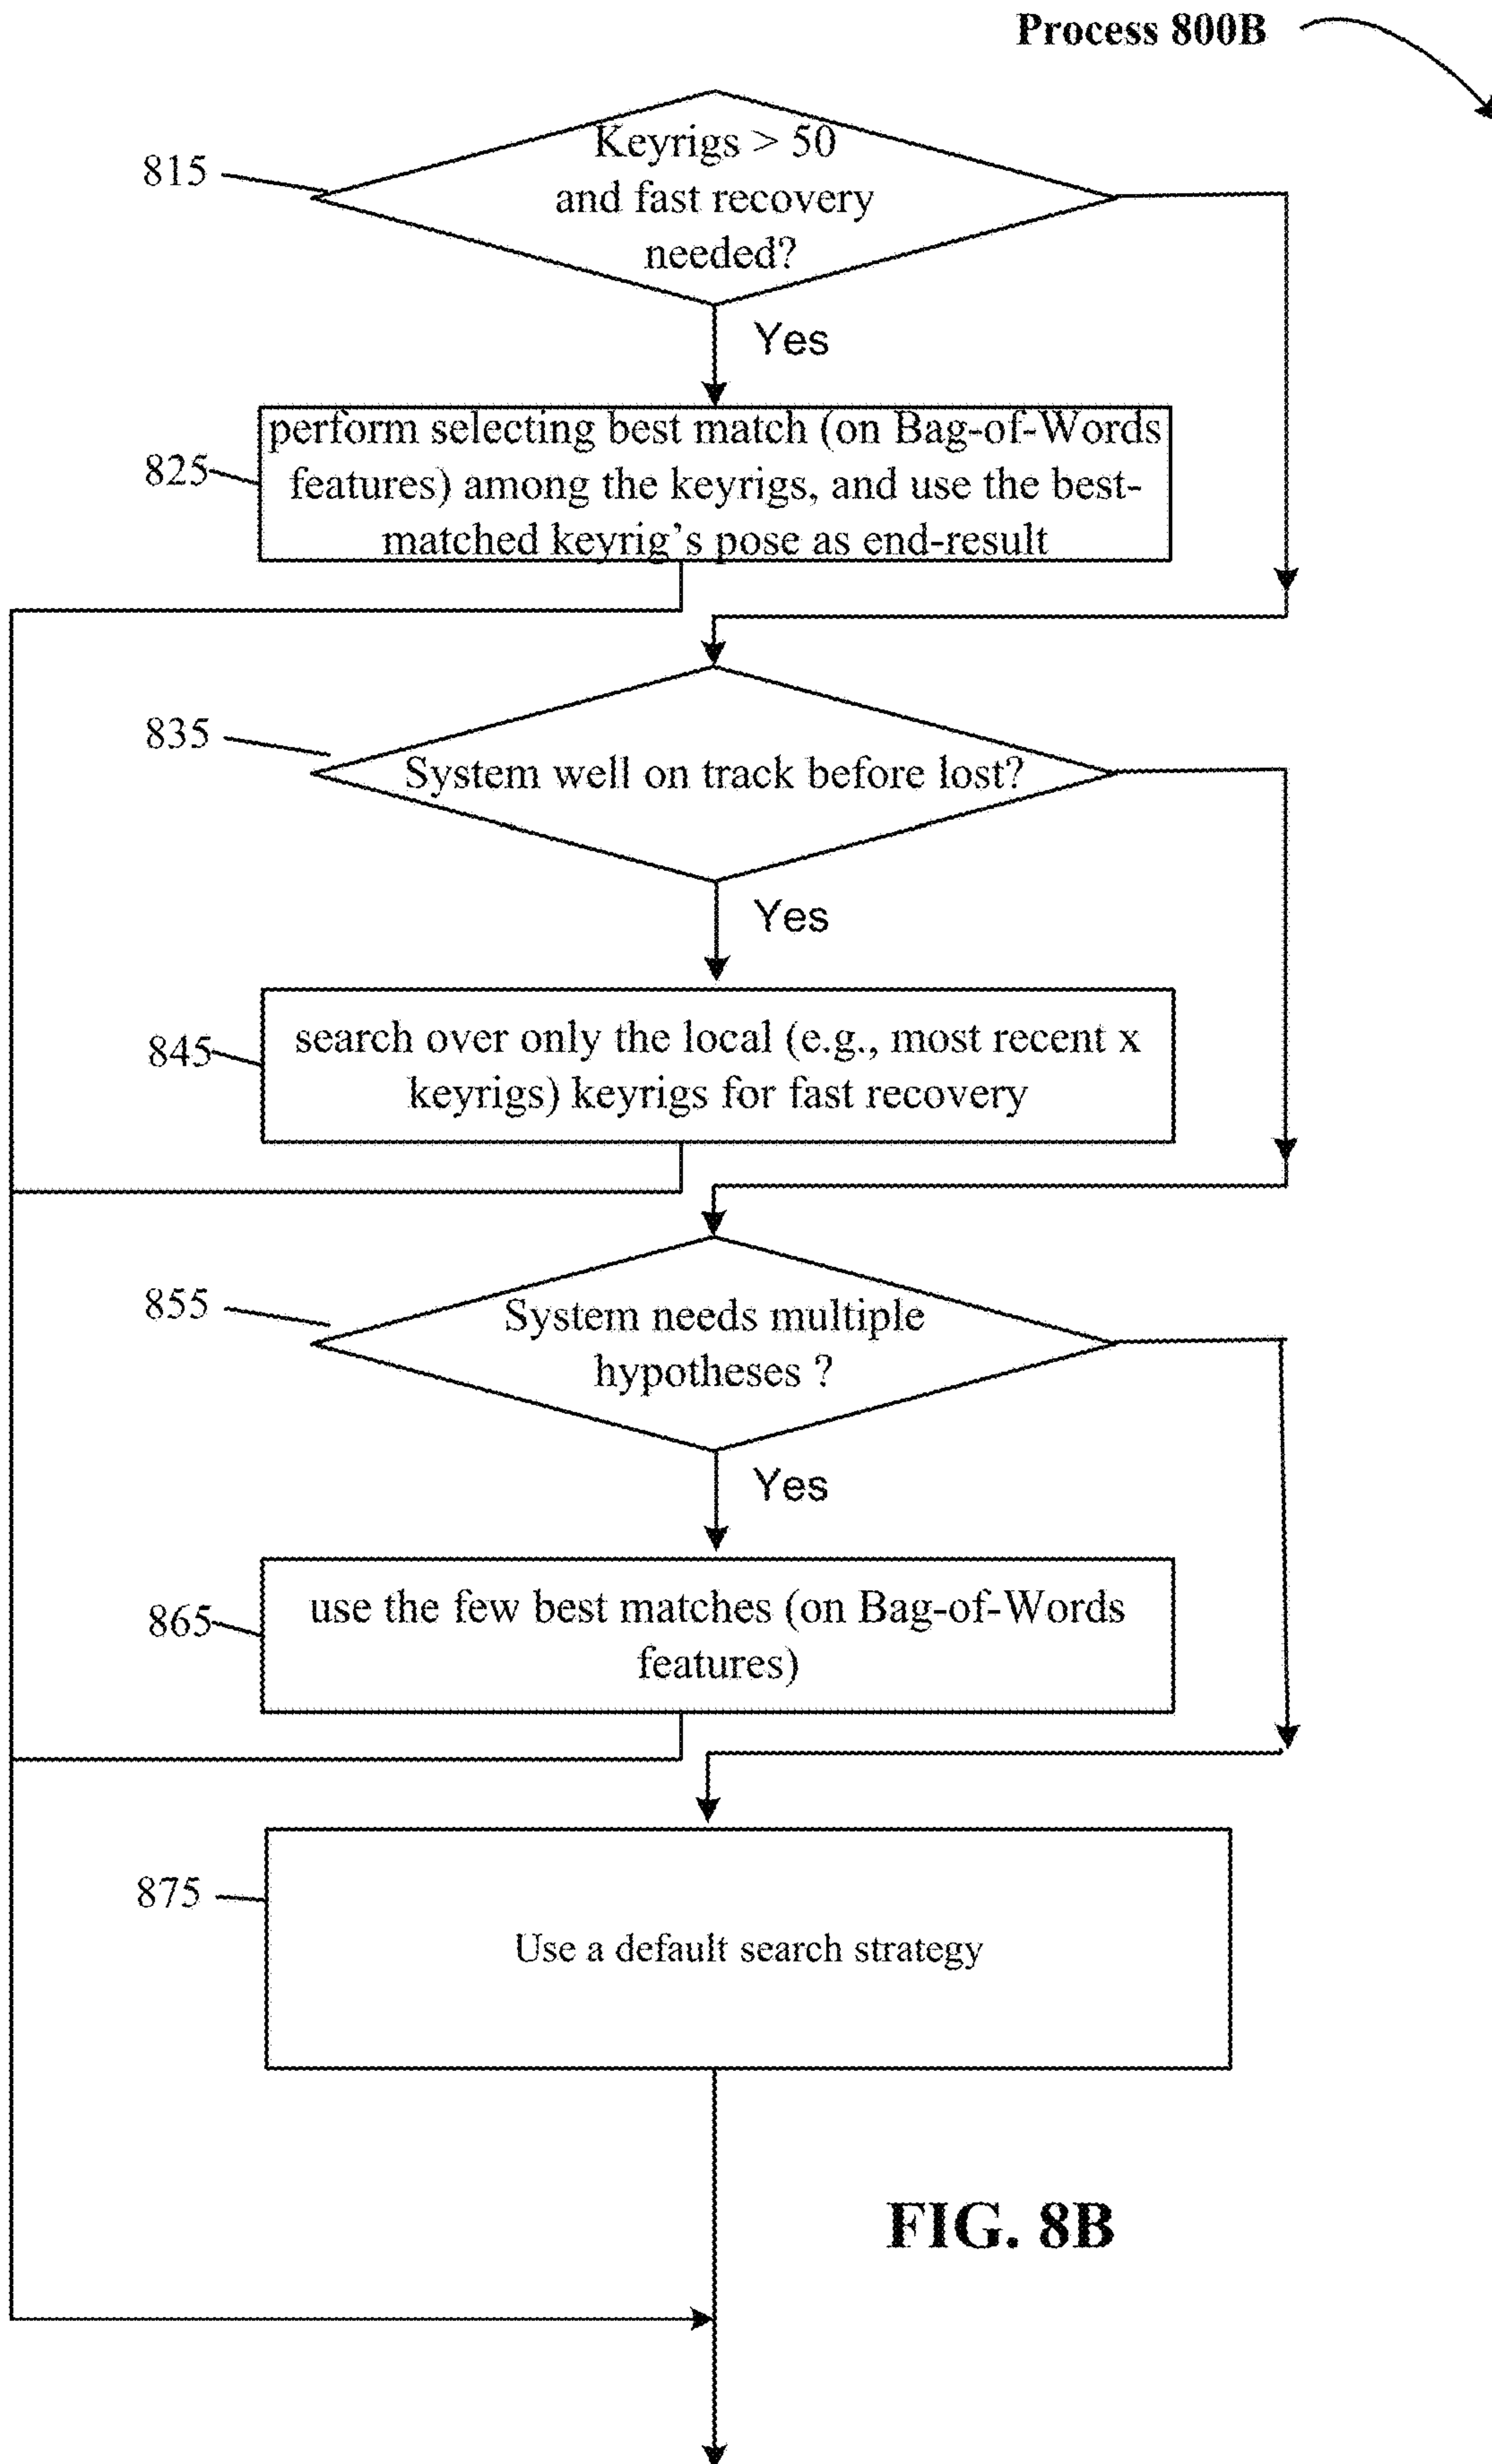 Process 800B
Keyrigs > 50
and fast recovery
needed?
815
Yes
perform selecting best match (on Bag-of-Words
features) among the keyrigs, and use the best-
matched keyrig's pose as end-result
825
835
System well on track before lost?
Yes
search over only the local (e.g., most recent x
keyrigs) keyrigs for fast recovery
845
855
System needs multiple
hypotheses ?
Yes
use the few best matches (on Bag-of-Words
features)
865
875
Use a default search strategy
FIG. 8B